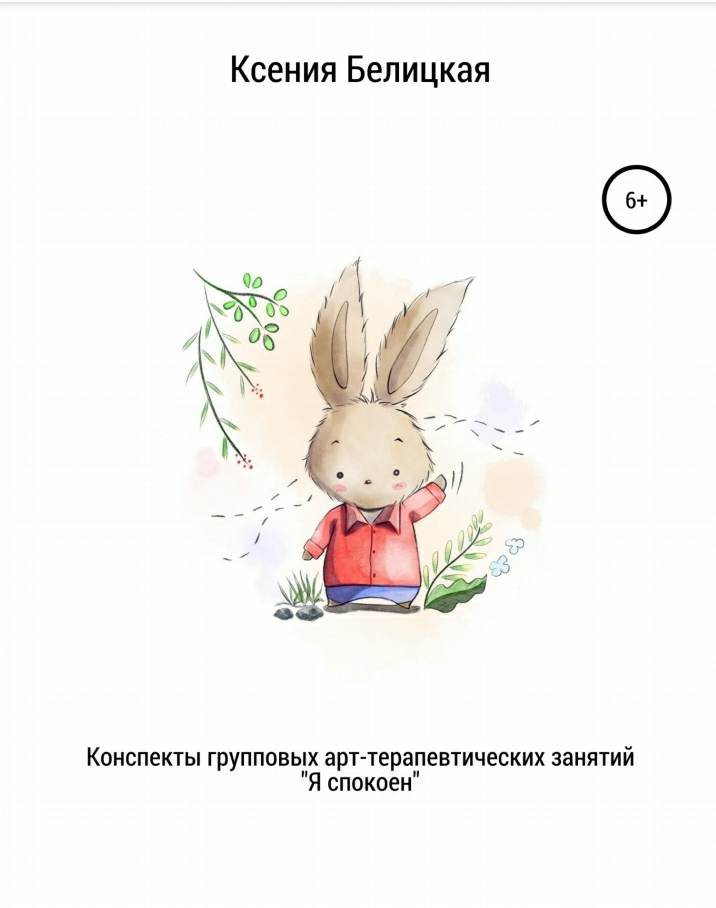 Ксения Белицкая
6+
Конспекты групповых арт-терапевтических занятий
"Я спокоен"